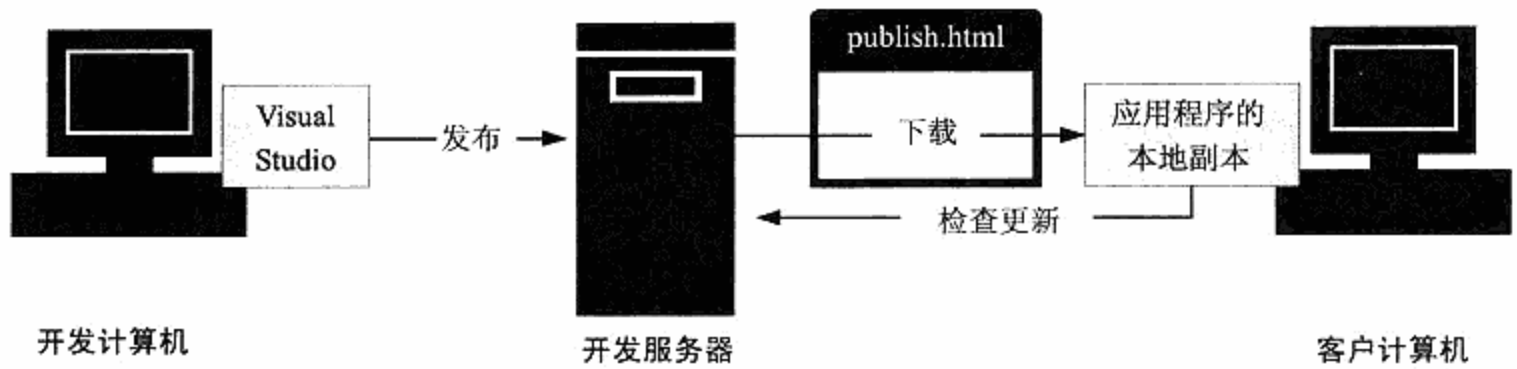 publish.html
Visual
Studio
发布
下载
应用程序的
本地副本
检查更新
开发计算机
开发服务器
客户计算机